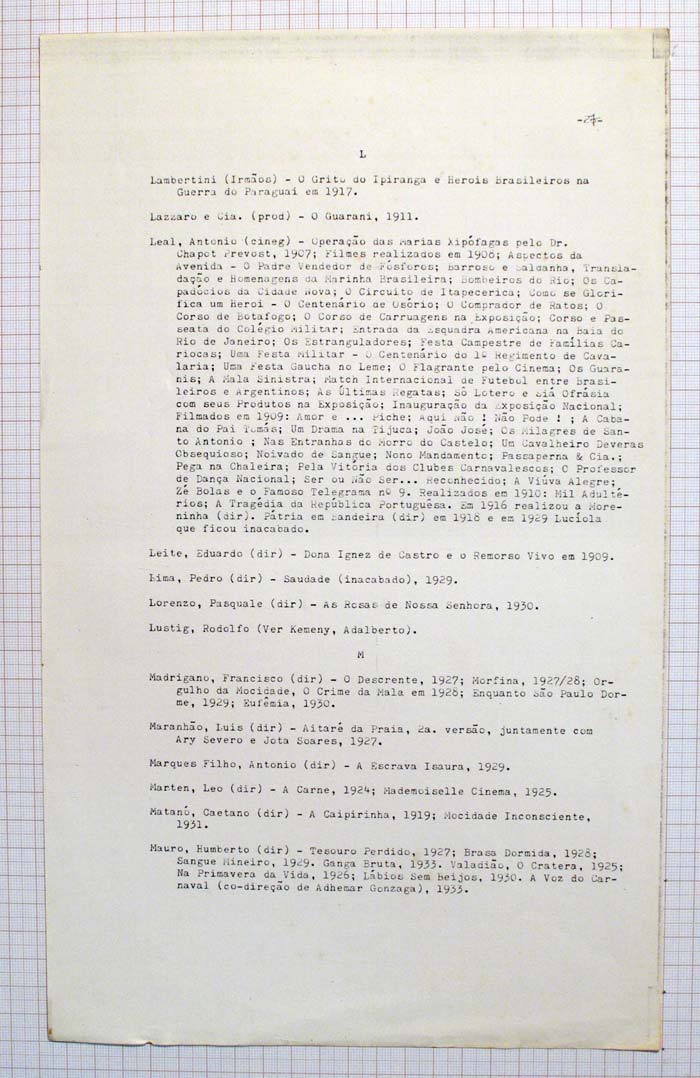 L
Lambertini (Irmãos) - O Grito do Ipiranga e Herois Brasileiros na
Guerra do Paraguai em 1917.
Lazzaro e Cia. (prod) - O Guarani, 1911.
Leal, Antonio (cineg) - Operação das Marias Xipófagas pelo Dr.
Chapot Prevost, 1907; Filmes realizados em 1908; Aspectos da
Avenida - O Padre Vendedor de Fósforos; Barroso e Saldanha, Transla-
dação e Homenagens da Marinha Brasileira; Bombeiros do Rio; Os Ca-
padócios da Cidade Nova; O Circuito de Itapecerica; Como se Glori-
fica um Heroi - O Centenário de Osório; O Comprador de Ratos; O
Corso de Botafogo; O Corso de Carruagens na Exposição; Corso e Pas-
seata do Colégio Militar; Entrada da Esquadra Americana na Baia do
Rio de Janeiro; Os Estranguladores; Festa Campestre de Famílias Ca-
riocas; Uma Festa Militar - O Centenário do 1º Regimento de Cava-
laria; Uma Festa Gaucha no Leme; O Flagrante pelo Cinema; Os Guara-
nis; A Mala Sinistra; Match Internacional de Futebol entre Brasi-
leiros e Argentinos; As Últimas Regatas; Sô Lotero e Siá Ofrásia
com seus Produtos na Exposição; Inauguração da Exposição Nacional;
Filmados em 1909: Amor e ... Piche; Aqui Não ! Não Pode ! ; A Caba-
na do Pai Tomás; Um Drama na Tijuca; João José; Os Milagres de San-
to Antonio ; Nas Entranhas do Morro do Castelo; Um Cavalheiro Deveras
Obsequioso; Noivado de Sangue; Nono Mandamento; Passaperna & Cia.;
Pega na Chaleira; Pela Vitória dos Clubes Carnavalescos; O Professor
de Dança Nacional; Ser ou Não Ser... Reconhecido; A Viúva Alegre;
Zé Bolas e o Famoso Telegrama nº 9. Realizados em 1910: Mil Adulté-
rios; A Tragédia da República Portuguêsa. Em 1916 realizou a More-
ninha (dir). Pátria em Bandeira (dir) em 1918 e em 1929 Lucíola
que ficou inacabado.
Leite, Eduardo (dir) - Dona Ignez de Castro e o Remorso Vivo em 1909.
Lima, Pedro (dir) - Saudade (inacabado), 1929.
Lorenzo, Pasquale (dir) - As Rosas de Nossa Senhora, 1930.
Lustig, Rodolfo (Ver Kemeny, Adalberto).
M
Madrigano, Francisco (dir) - O Descrente, 1927; Morfina, 1927/28; Or-
gulho da Mocidade, O Crime da Mala em 1928; Enquanto São Paulo Dor-
me, 1929; Eufêmia, 1930.
Maranhão, Luis (dir) - Aitaré da Praia, 2a. versão, juntamente com
Ary Severo e Jota Soares, 1927.
Marques Filho, Antonio (dir) - A Escrava Isaura, 1929.
Marten, Leo (dir) - A Carne, 1924; Mademoiselle Cinema, 1925.
Matanó, Caetano (dir) - A Caipirinha, 1919; Mocidade Inconsciente,
1931.
Mauro, Humberto (dir) - Tesouro Perdido, 1927; Brasa Dormida, 1928;
Sangue Mineiro, 1929. Ganga Bruta, 1933. Valadião, O Cratera, 1925;
Na Primavera da Vida, 1926; Lábios Sem Beijos, 1930. A Voz do Car-
naval (co-direção de Adhemar Gonzaga), 1933.